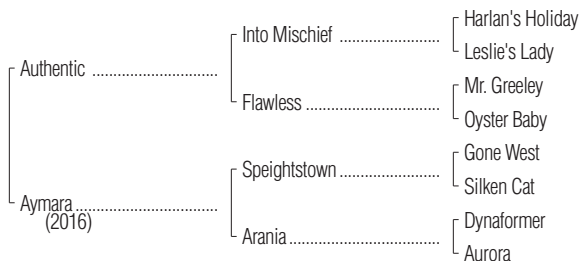 Harlan's Holiday
Into Mischief ........................
Leslie's Lady
Authentic ..................................
Mr. Greeley
Flawless ................................
Oyster Baby
Gone West
Speightstown ........................
Silken Cat
Aymara ....................................
(2016)
Dynaformer
Arania ....................................
Aurora